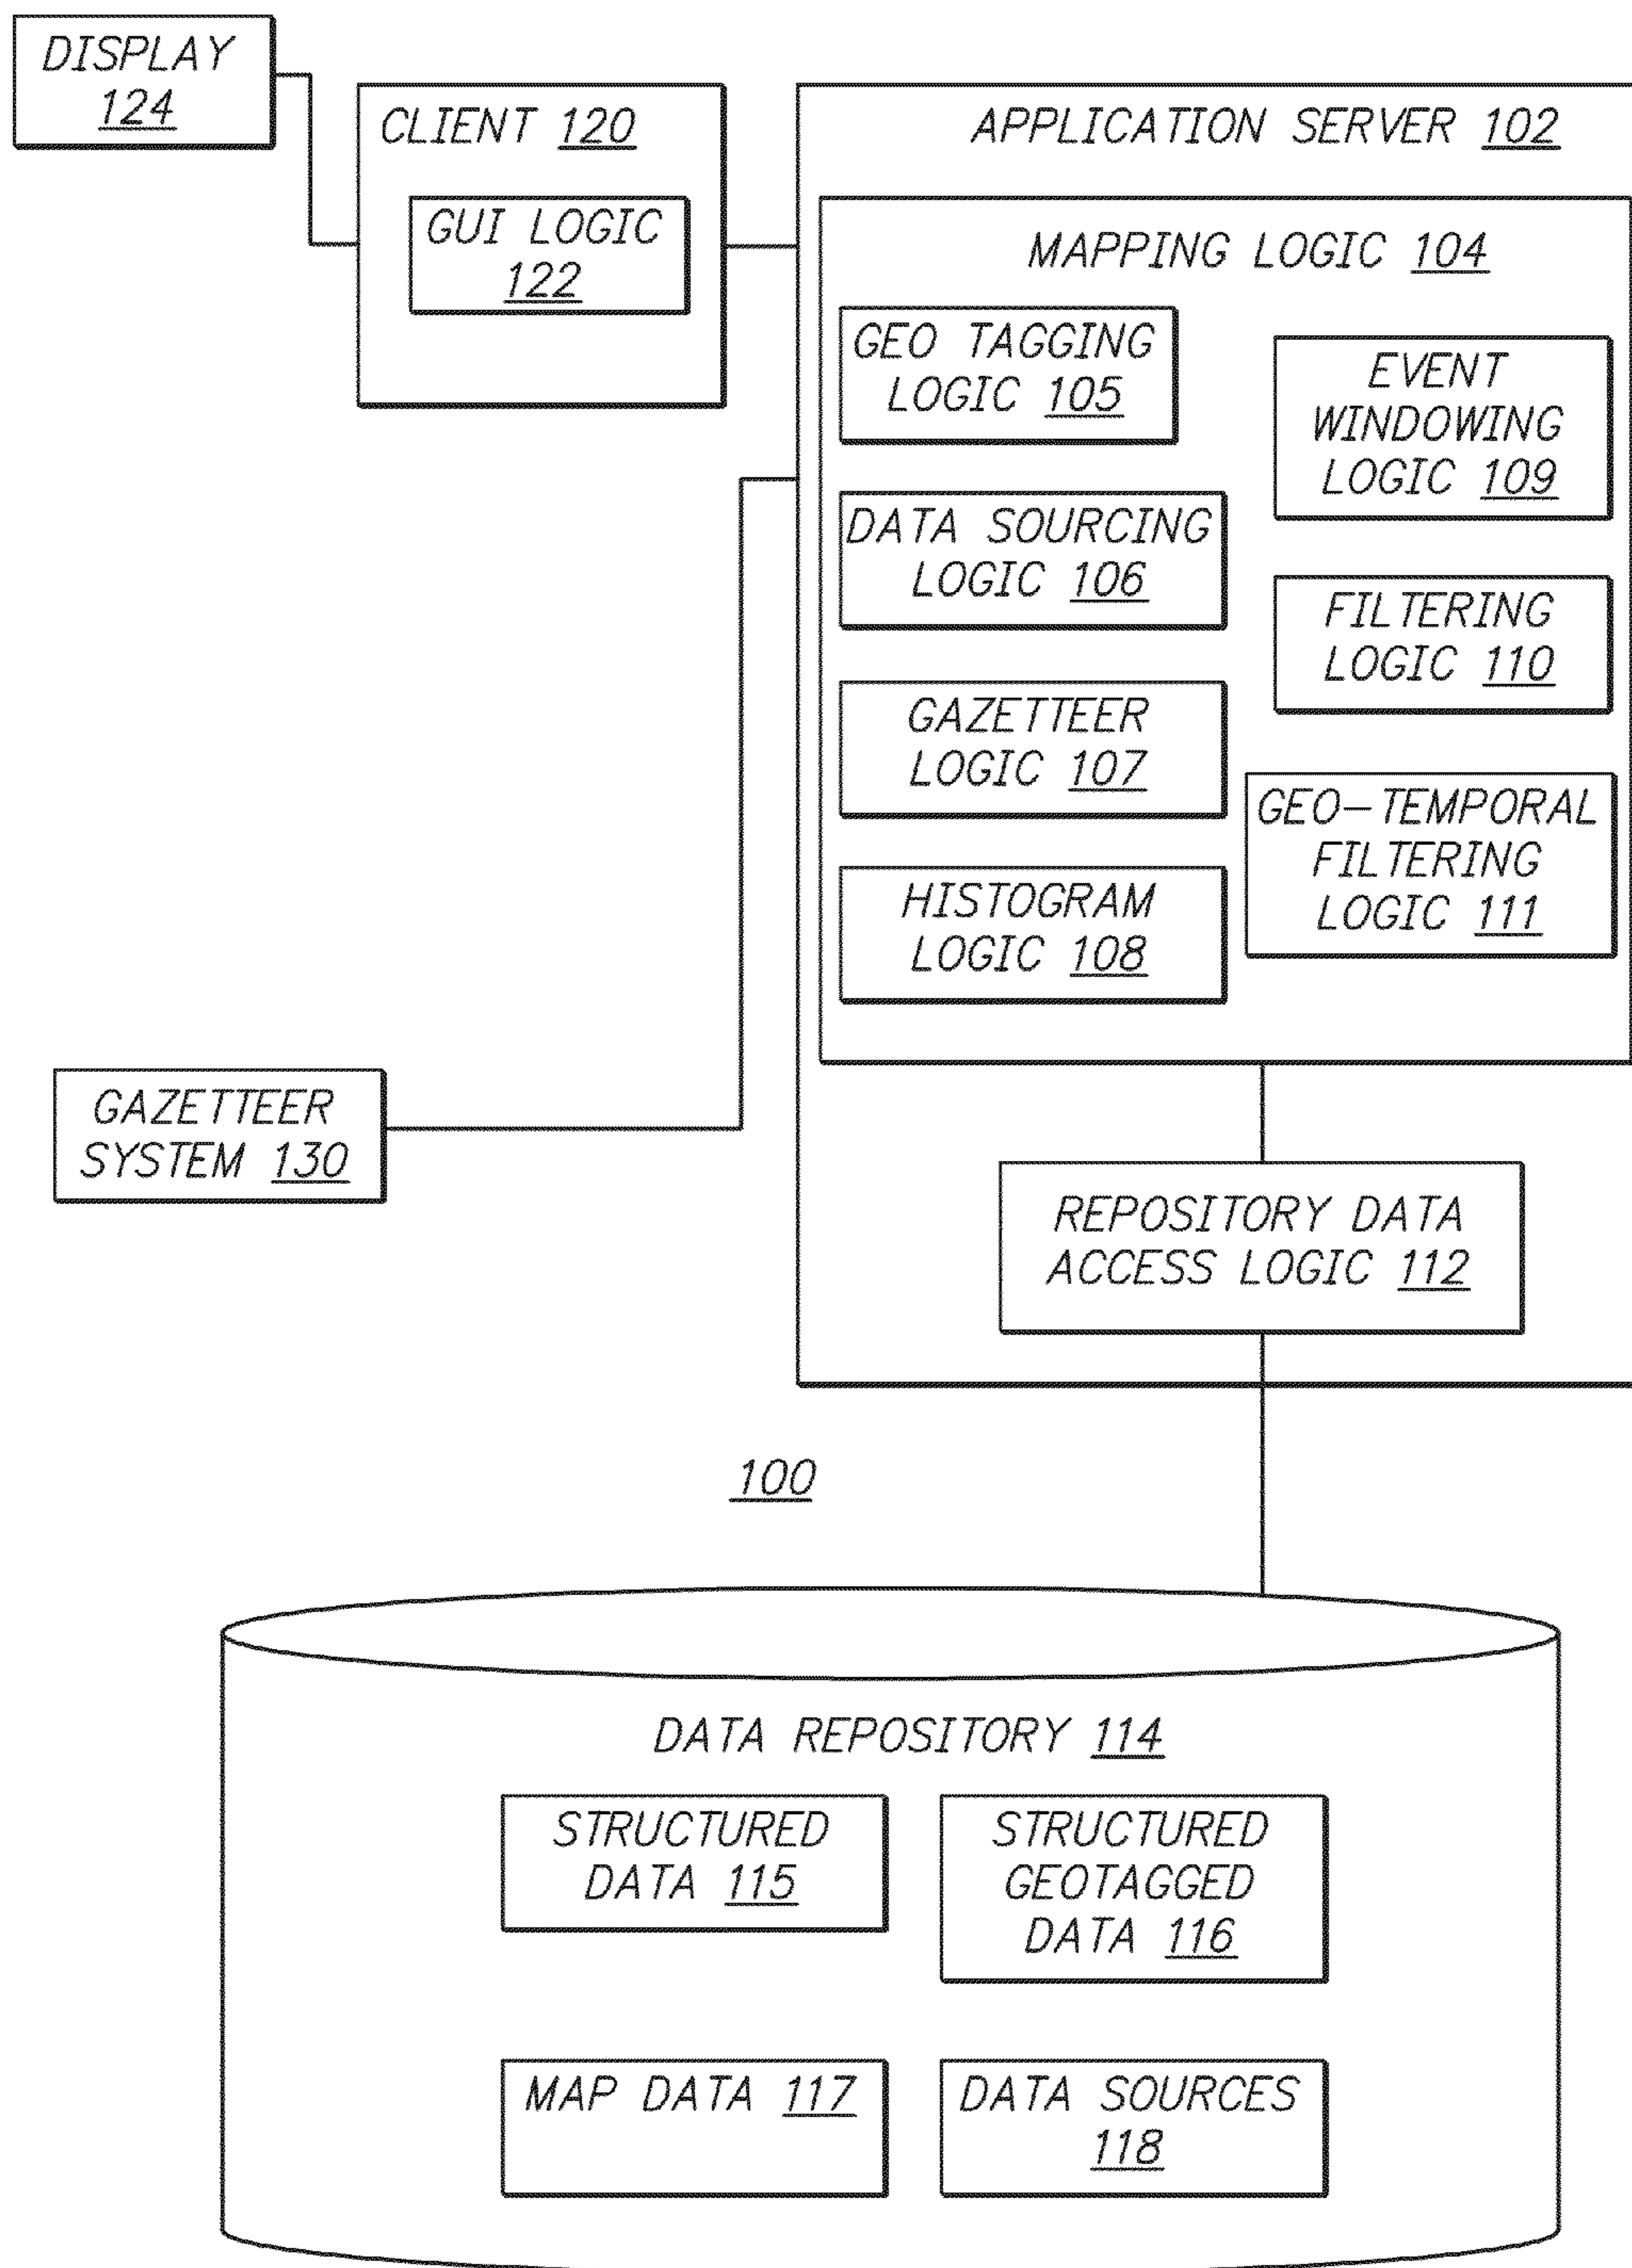 DISPLAY
124
CLIENT 120
GUI LOGIC
122
APPLICATION SERVER 102
MAPPING LOGIC 104
GEO TAGGING
LOGIC 105
EVENT
WINDOWING
LOGIC 109
DATA SOURCING
LOGIC 106
FILTERING
LOGIC 110
GAZETTEER
LOGIC 107
GEO-TEMPORAL
FILTERING
LOGIC 111
HISTOGRAM
LOGIC 108
GAZETTEER
SYSTEM 130
REPOSITORY DATA
ACCESS LOGIC 112
100
DATA REPOSITORY 114
STRUCTURED
DATA 115
STRUCTURED
GEOTAGGED
DATA 116
MAP DATA 117
DATA SOURCES
118